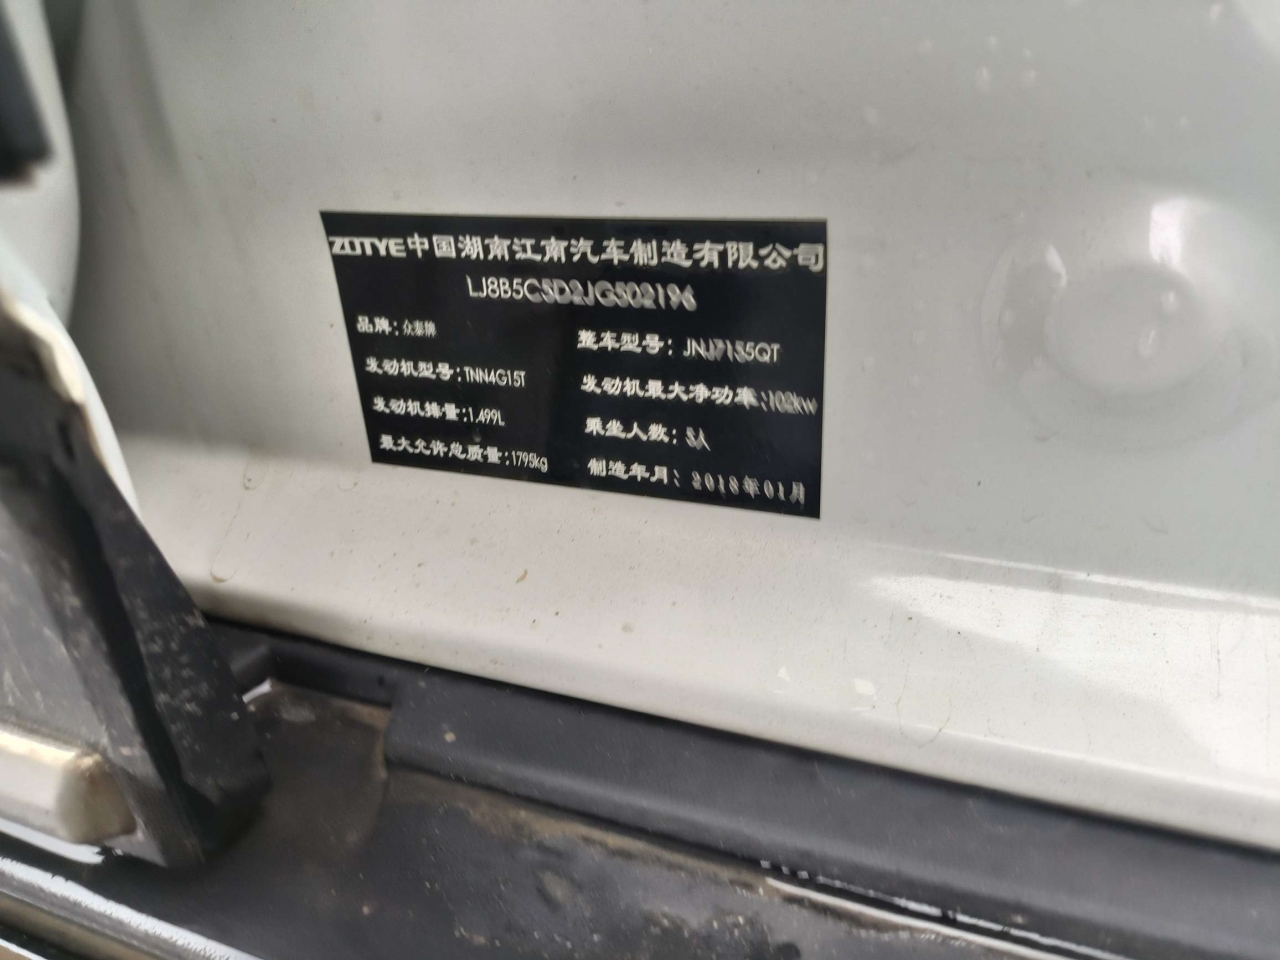 ZOTYE中国湖南江南汽车制造有限公司
LJ8B5C5D2JG502196
品牌：众泰牌
整车型号：JNJ7155QT
发动机型号：TNN4G15T
发动机最大净功率：102kw
发动机排量：1.499L
乘坐人数：5人
最大允许总质量：1795kg
制造年月：2018年01月